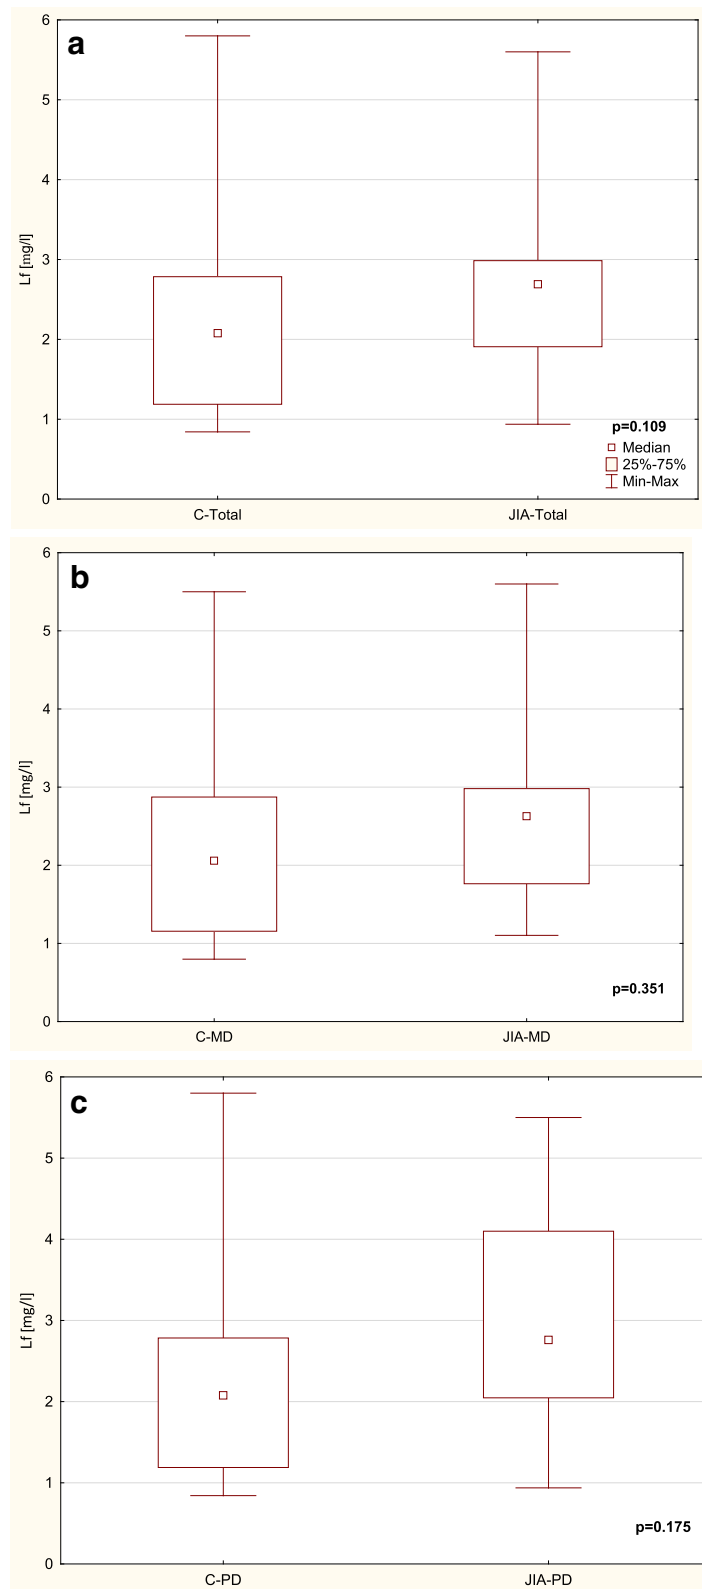 a
6
5
4
3
2
1
0
Lf [mg/l]
p=0.109
Median
25%-75%
Min-Max
C-Total JIA-Total
b
6
5
4
3
2
1
0
Lf [mg/l]
p=0.351
C-MD JIA-MD
c
6
5
4
3
2
1
0
Lf [mg/l]
p=0.175
C-PD JIA-PD